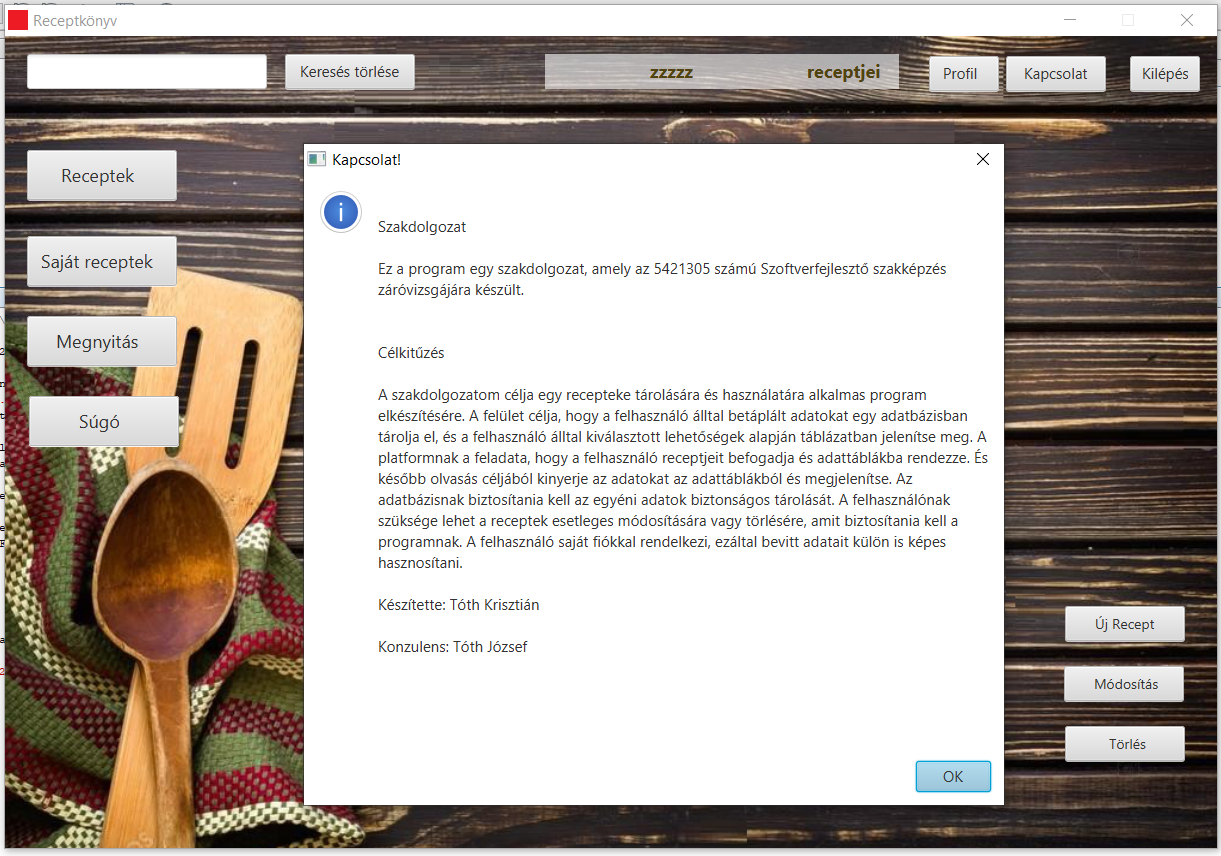 Receptkönyv
Keresés törlése
zzzzz receptjei
Profil
Kapcsolat
Kilépés
Receptek
Saját receptek
Megnyitás
Súgó
Kapcsolat!
Szakdolgozat
Ez a program egy szakdolgozat, amely az 5421305 számú Szoftverfejlesztő szakképzés
záróvizsgájára készült.
Célkitűzés
A szakdolgozatom célja egy recepteke tárolására és használatára alkalmas program
elkészítésére. A felület célja, hogy a felhasználó álltal betáplált adatokat egy adatbázisban
tárolja el, és a felhasználó álltal kiválasztott lehetőségek alapján táblázatban jelenítse meg. A
platformnak a feladata, hogy a felhasználó receptjeit befogadja és adattáblákba rendezze. És
később olvasás céljából kinyerje az adatokat az adattáblákból és megjelenítse. Az
adatbázisnak biztosítania kell az egyéni adatok biztonságos tárolását. A felhasználónak
szüksége lehet a receptek esetleges módosítására vagy törlésére, amit biztosítania kell a
programnak. A felhasználó saját fiókkal rendelkezi, ezáltal bevitt adatait külön is képes
hasznosítani.
Készítette: Tóth Krisztián
Konzulens: Tóth József
OK
Új Recept
Módosítás
Törlés